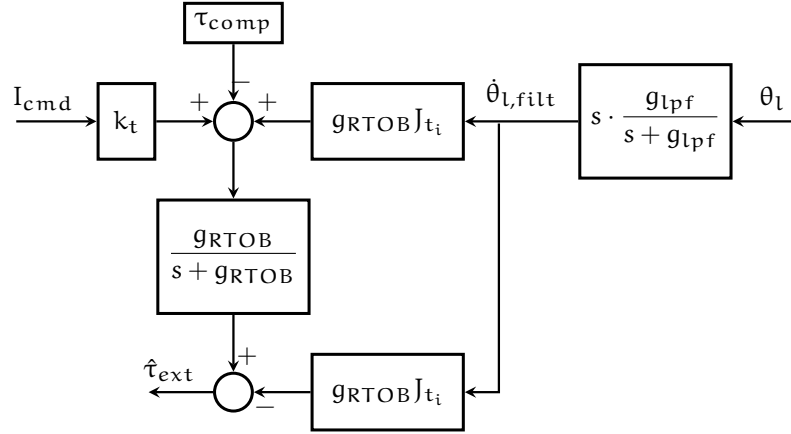 τcomp
−
Icmd
kt
+
+
gRTOBJti
θ̇l,filt
s · glpf
s + glpf
θl
gRTOB
s + gRTOB
+
τ̂ext
−
gRTOBJti